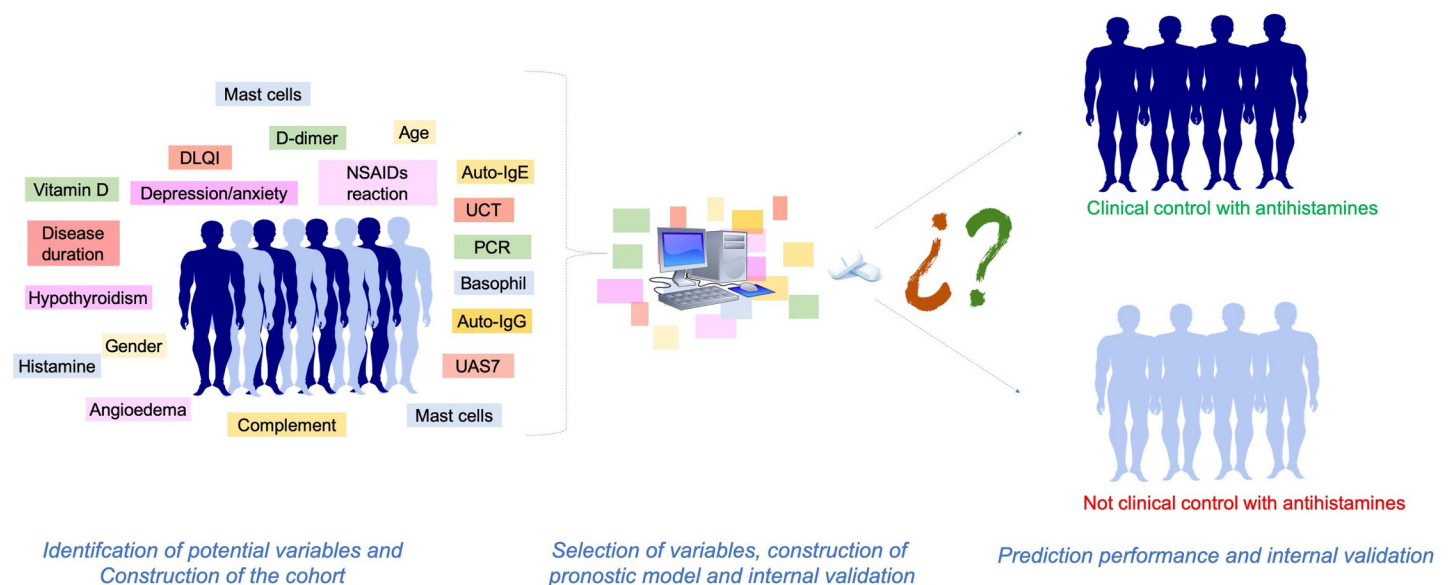 Mast cells
D-dimer
Age
DLQI
NSAIDs
reaction
Auto-IgE
Vitamin D
Depression/anxiety
UCT
Disease
duration
PCR
Basophil
Hypothyroidism
Auto-IgG
Gender
Histamine
UAS7
Angioedema
Mast cells
Complement
¿?
Clinical control with antihistamines
Not clinical control with antihistamines
Identifcation of potential variables and
Construction of the cohort
Selection of variables, construction of
pronostic model and internal validation
Prediction performance and internal validation